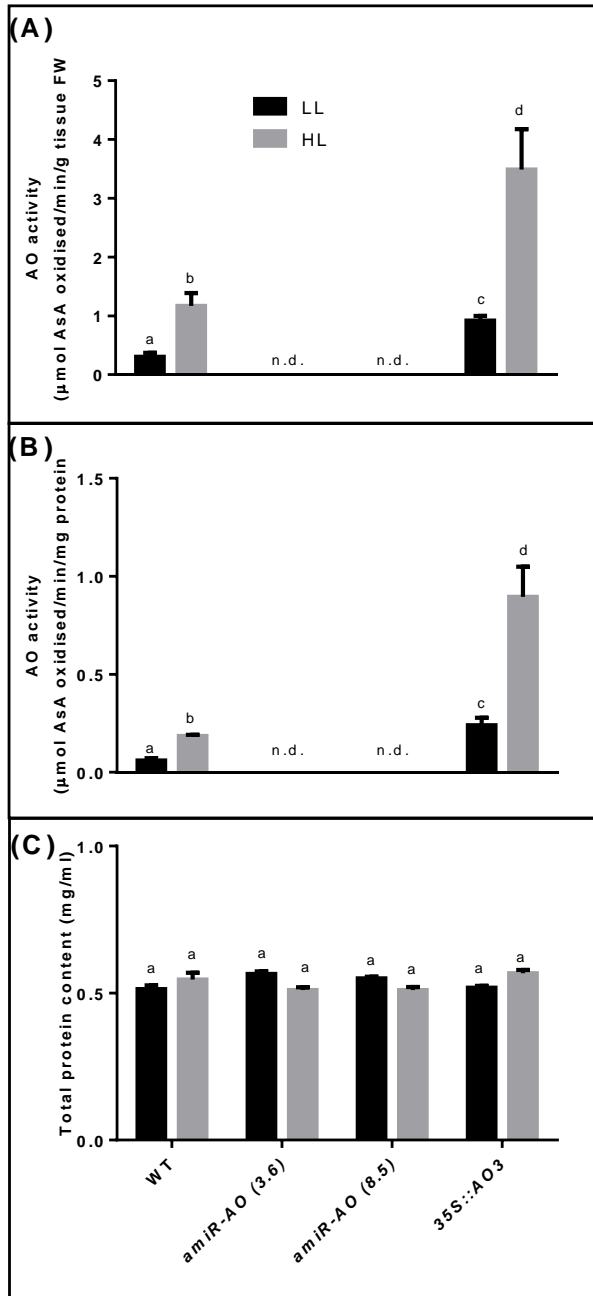 (A)
AO activity
(µmol AsA oxidised/min/g tissue FW
5
4
3
2
1
0
LL
HL
a
b
n.d.
n.d.
c
d
(B)
AO activity
(µmol AsA oxidised/min/mg protein
1.5
1.0
0.5
0.0
a
b
n.d.
n.d.
c
d
(C)
Total protein content (mg/ml)
1.0
0.5
0.0
a
a
a
a
a
a
a
a
WT
amiR-AO (3.6)
amiR-AO (8.5)
35S::AO3